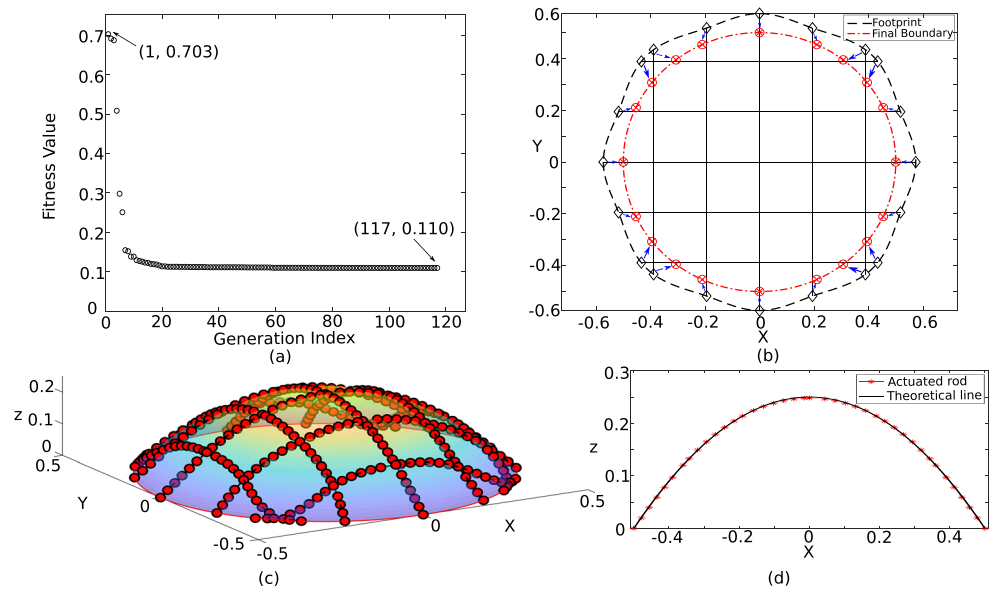 0.7
0.6
0.5
0.4
0.3
0.2
0.1
0
(1, 0.703)
(117, 0.110)
Fitness Value
0 20 40 60 80 100 120
Generation Index
(a)
0.6
0.4
0.2
0
-0.2
-0.4
-0.6
Y
Footprint
Final Boundary
-0.6 -0.4 -0.2 0 0.2 0.4 0.6
X
(b)
0.2
0.1
0
z
0.5
0
-0.5
Y
-0.5
0
0.5
X
(c)
0.3
0.2
0.1
0
z
Actuated rod
Theoretical line
-0.4 -0.2 0 0.2 0.4
X
(d)